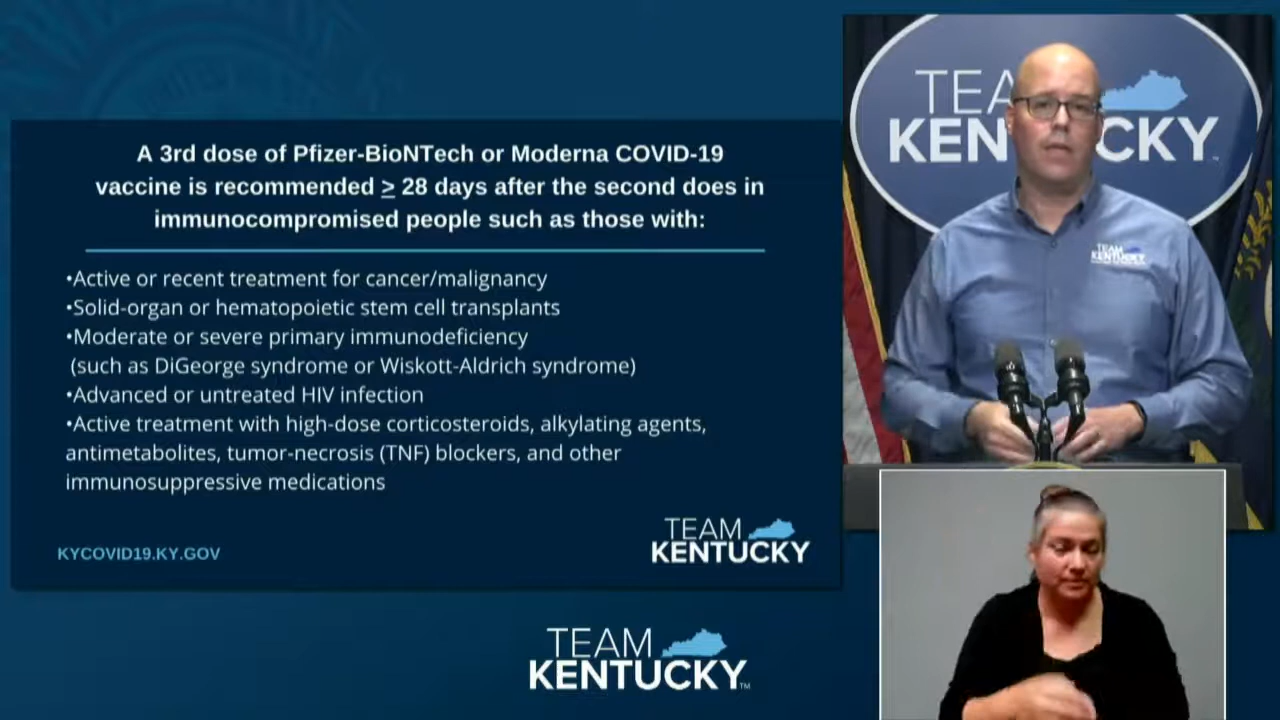 A 3rd dose of Pfizer-BioNTech or Moderna COVID-19
vaccine is recommended ≥ 28 days after the second does in
immunocompromised people such as those with:
•Active or recent treatment for cancer/malignancy
•Solid-organ or hematopoietic stem cell transplants
•Moderate or severe primary immunodeficiency
(such as DiGeorge syndrome or Wiskott-Aldrich syndrome)
•Advanced or untreated HIV infection
•Active treatment with high-dose corticosteroids, alkylating agents,
antimetabolites, tumor-necrosis (TNF) blockers, and other
immunosuppressive medications
KYCOVID19.KY.GOV
TEAM
KENTUCKY
TEAM
KENTUCKY™
TEA
KEN CKY
TEAM
KENTUCKY